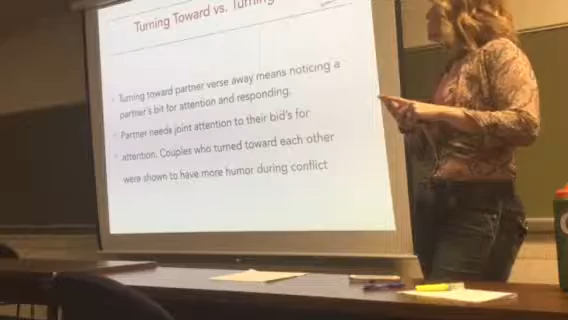 Turning Toward vs. Turning
Turning toward partner verse away means noticing a
partner's bit for attention and responding.
Partner needs joint attention to their bid's for
attention. Couples who turned toward each other
were shown to have more humor during conflict